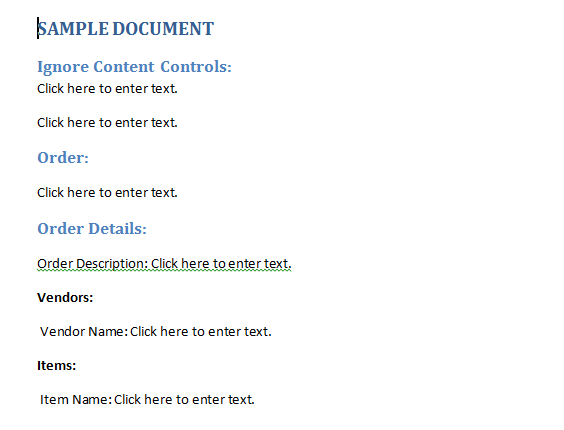 SAMPLE DOCUMENT
Ignore Content Controls:
Click here to enter text.
Click here to enter text.
Order:
Click here to enter text.
Order Details:
Order Description: Click here to enter text.
Vendors:
Vendor Name: Click here to enter text.
Items:
Item Name: Click here to enter text.